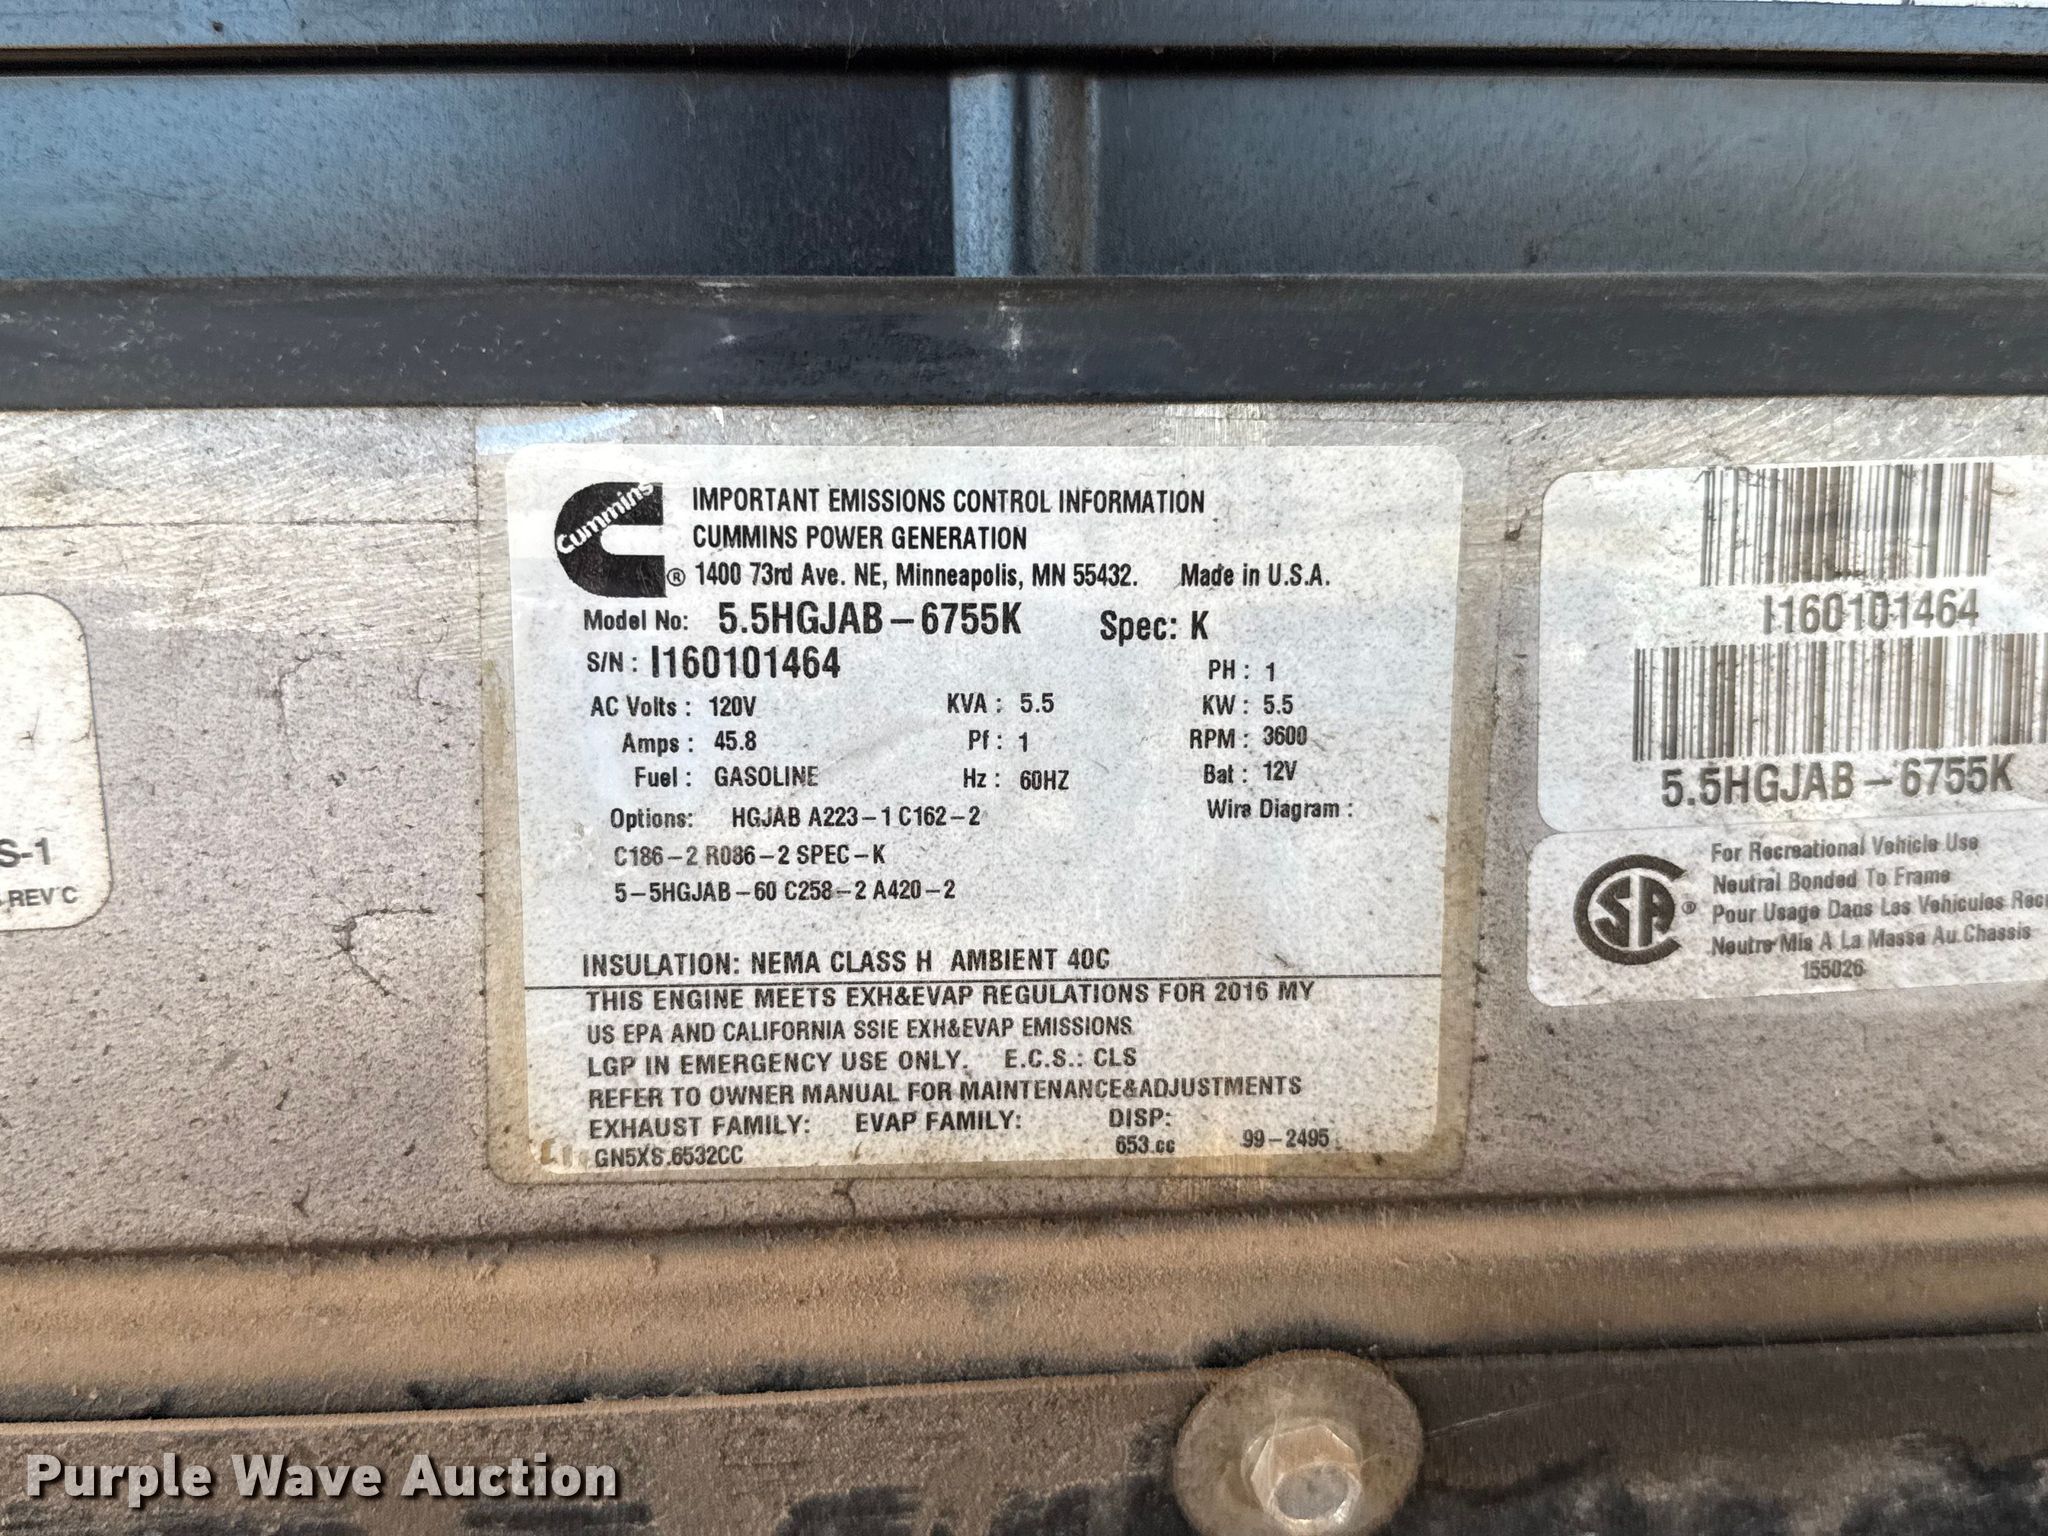 Cummins
IMPORTANT EMISSIONS CONTROL INFORMATION
CUMMINS POWER GENERATION
® 1400 73rd Ave. NE, Minneapolis, MN 55432. Made in U.S.A.
Model No: 5.5HGJAB-6755K Spec: K
S/N : I160101464 PH : 1
AC Volts : 120V KVA : 5.5 KW : 5.5
Amps : 45.8 Pf : 1 RPM : 3600
Fuel : GASOLINE Hz : 60HZ Bat : 12V
Options: HGJAB A223-1 C162-2 Wire Diagram :
C186-2 R086-2 SPEC-K
5-5HGJAB-60 C258-2 A420-2
INSULATION: NEMA CLASS H AMBIENT 40C
THIS ENGINE MEETS EXH&EVAP REGULATIONS FOR 2016 MY
US EPA AND CALIFORNIA SSIE EXH&EVAP EMISSIONS
LGP IN EMERGENCY USE ONLY. E.C.S.: CLS
REFER TO OWNER MANUAL FOR MAINTENANCE&ADJUSTMENTS
EXHAUST FAMILY: EVAP FAMILY: DISP:
GN5XS.6532CC 653 cc 99-2495
I160101464
5.5HGJAB-6755K
CSA ®
For Recreational Vehicle Use
Neutral Bonded To Frame
Pour Usage Dans Les Vehicules Recr
Neutre Mis A La Masse Au Chassis
155026
S-1
REV C
Purple Wave Auction